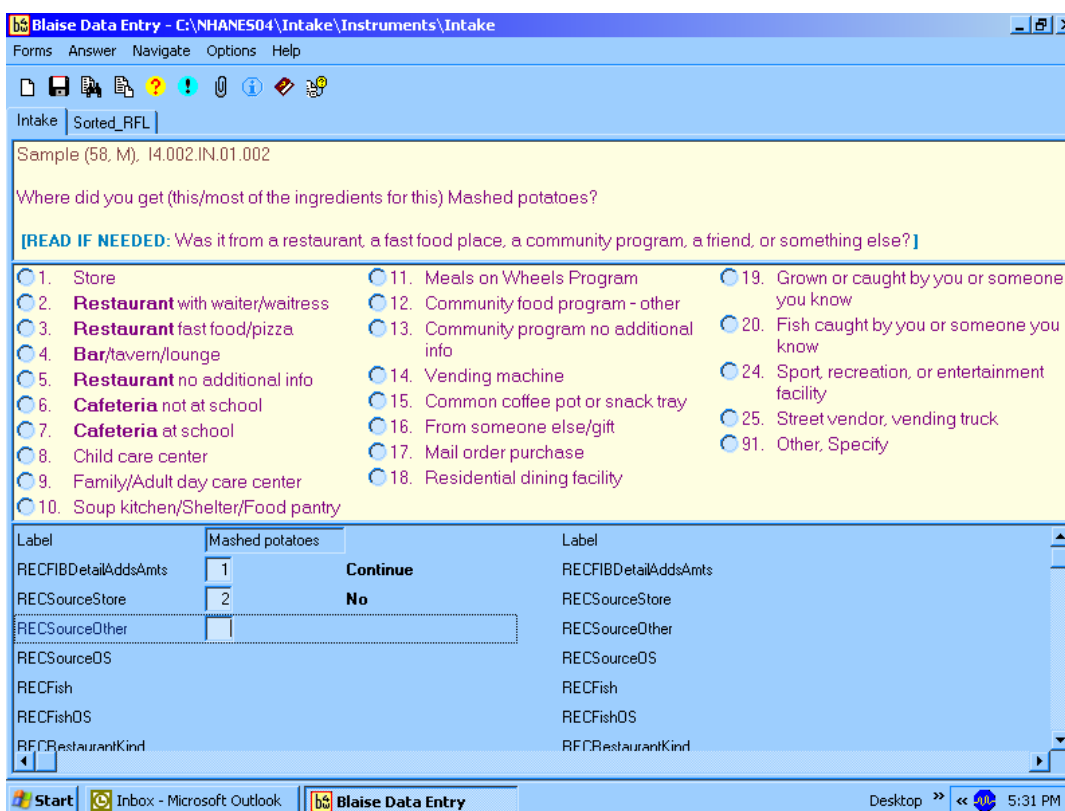 Blaise Data Entry - C:\NHANES04\Intake\Instruments\Intake
Forms Answer Navigate Options Help
Intake Sorted_RFL
Sample (58, M), I4.002.IN.01.002
Where did you get (this/most of the ingredients for this) Mashed potatoes?
[READ IF NEEDED: Was it from a restaurant, a fast food place, a community program, a friend, or something else?]
1. Store
2. Restaurant with waiter/waitress
3. Restaurant fast food/pizza
4. Bar/tavern/lounge
5. Restaurant no additional info
6. Cafeteria not at school
7. Cafeteria at school
8. Child care center
9. Family/Adult day care center
10. Soup kitchen/Shelter/Food pantry
11. Meals on Wheels Program
12. Community food program - other
13. Community program no additional
info
14. Vending machine
15. Common coffee pot or snack tray
16. From someone else/gift
17. Mail order purchase
18. Residential dining facility
19. Grown or caught by you or someone
you know
20. Fish caught by you or someone you
know
24. Sport, recreation, or entertainment
facility
25. Street vendor, vending truck
91. Other, Specify
Label Mashed potatoes Label
RECFIBDetailAddsAmts 1 Continue RECFIBDetailAddsAmts
RECSourceStore 2 No RECSourceStore
RECSourceOther RECSourceOther
RECSourceOS RECSourceOS
RECFish RECFish
RECFishOS RECFishOS
RECRestaurantKind RECRestaurantKind
Start Inbox - Microsoft Outlook Blaise Data Entry Desktop 5:31 PM